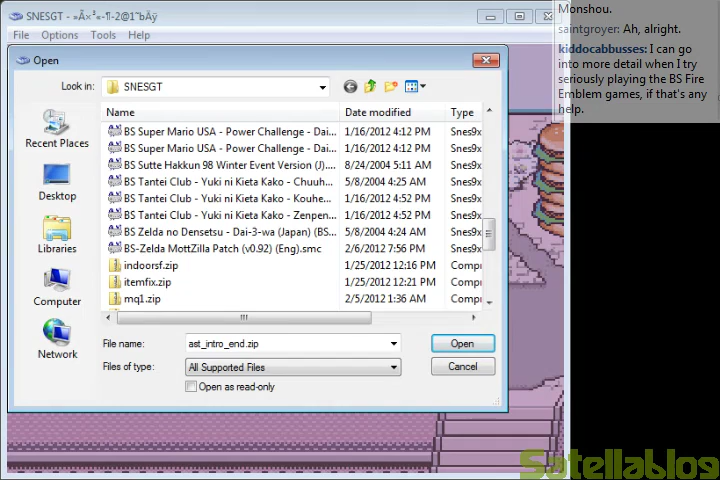 SNESGT - »Ã׳«-¶-2@1˜bÄÿ
File Options Tools Help
Open
Look in: SNESGT
Recent Places
Desktop
Libraries
Computer
Network
Name Date modified Type
BS Super Mario USA - Power Challenge - Dai... 1/16/2012 4:12 PM Snes9x
BS Super Mario USA - Power Challenge - Dai... 1/16/2012 4:12 PM Snes9x
BS Sutte Hakkun 98 Winter Event Version (J).... 8/24/2004 5:11 AM Snes9x
BS Tantei Club - Yuki ni Kieta Kako - Chuuh... 5/8/2004 4:25 AM Snes9x
BS Tantei Club - Yuki ni Kieta Kako - Kouhe... 1/16/2012 4:52 PM Snes9x
BS Tantei Club - Yuki ni Kieta Kako - Zenpen... 1/16/2012 4:52 PM Snes9x
BS Zelda no Densetsu - Dai-3-wa (Japan) (BS... 5/8/2004 4:24 AM Snes9x
BS-Zelda MottZilla Patch (v0.92) (Eng).smc 2/6/2012 7:56 PM Snes9x
indoorsf.zip 1/25/2012 12:16 PM Compr
itemfix.zip 1/25/2012 12:21 PM Compr
mq1.zip 2/5/2012 1:36 AM Compr
File name: ast_intro_end.zip Open
Files of type: All Supported Files Cancel
Open as read-only
Monshou.
saintgroyer: Ah, alright.
kiddocabbusses: I can go
into more detail when I try
seriously playing the BS Fire
Emblem games, if that's any
help.
Satellablog